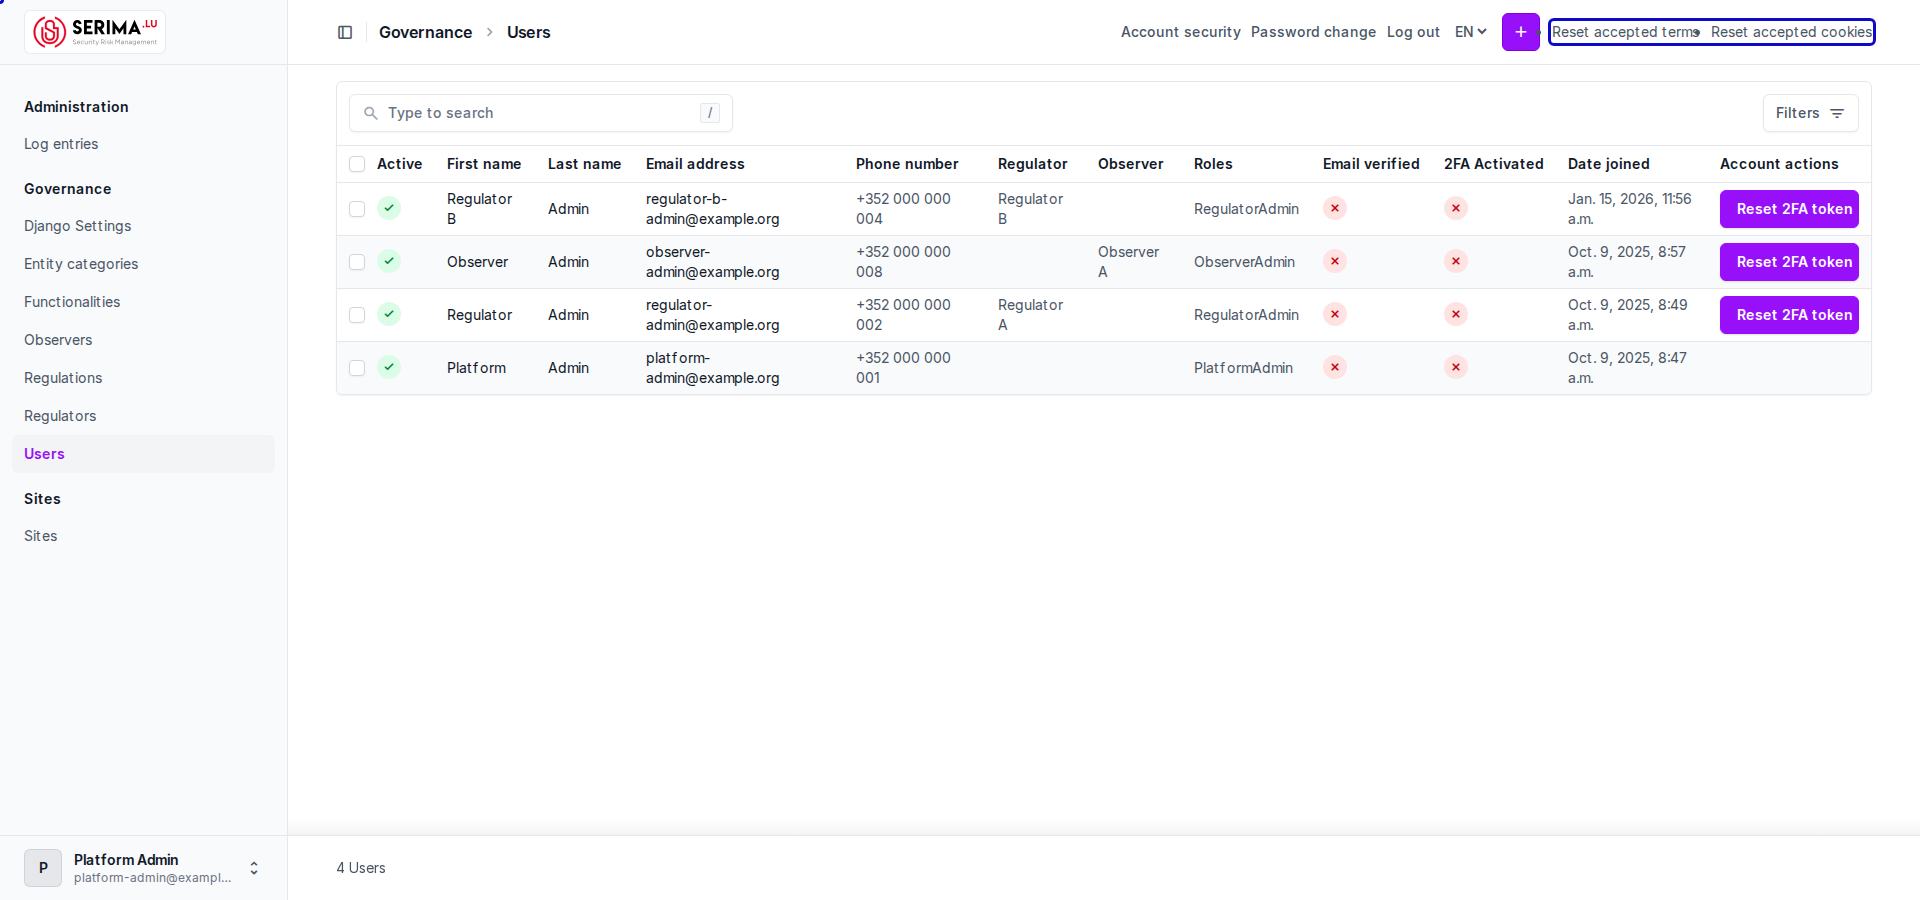 SERIMA.LU
Security Risk Management
Governance > Users
Account security Password change Log out EN + Reset accepted terms Reset accepted cookies
Administration
Log entries
Governance
Django Settings
Entity categories
Functionalities
Observers
Regulations
Regulators
Users
Sites
Sites
Type to search /
Filters
Active First name Last name Email address Phone number Regulator Observer Roles Email verified 2FA Activated Date joined Account actions
Regulator B Admin regulator-b-admin@example.org +352 000 000 004 Regulator B RegulatorAdmin Jan. 15, 2026, 11:56 a.m. Reset 2FA token
Observer Admin observer-admin@example.org +352 000 000 008 Observer A ObserverAdmin Oct. 9, 2025, 8:57 a.m. Reset 2FA token
Regulator Admin regulator-admin@example.org +352 000 000 002 Regulator A RegulatorAdmin Oct. 9, 2025, 8:49 a.m. Reset 2FA token
Platform Admin platform-admin@example.org +352 000 000 001 PlatformAdmin Oct. 9, 2025, 8:47 a.m.
P
Platform Admin
platform-admin@exampl...
4 Users